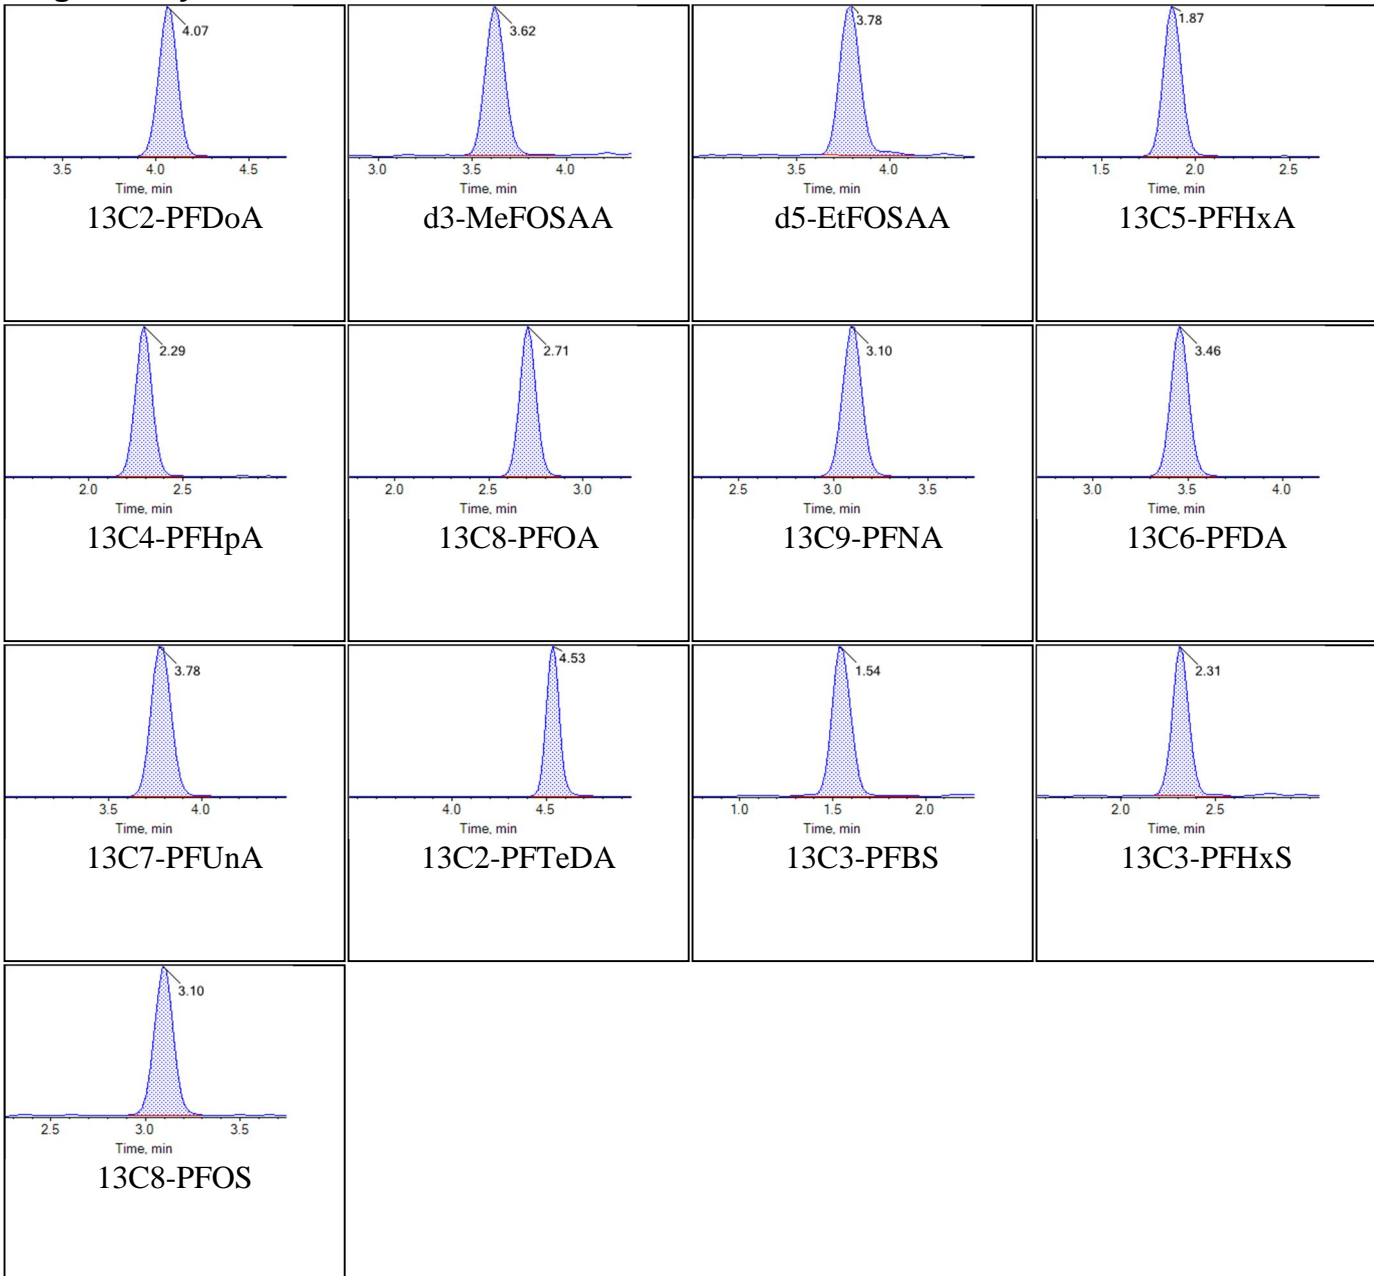 4.07
3.5 4.0 4.5
Time, min
13C2-PFDoA
3.62
3.0 3.5 4.0
Time, min
d3-MeFOSAA
3.78
3.5 4.0
Time, min
d5-EtFOSAA
1.87
1.5 2.0 2.5
Time, min
13C5-PFHxA
2.29
2.0 2.5
Time, min
13C4-PFHpA
2.71
2.0 2.5 3.0
Time, min
13C8-PFOA
3.10
2.5 3.0 3.5
Time, min
13C9-PFNA
3.46
3.0 3.5 4.0
Time, min
13C6-PFDA
3.78
3.5 4.0
Time, min
13C7-PFUnA
4.53
4.0 4.5
Time, min
13C2-PFTeDA
1.54
1.0 1.5 2.0
Time, min
13C3-PFBS
2.31
2.0 2.5
Time, min
13C3-PFHxS
3.10
2.5 3.0 3.5
Time, min
13C8-PFOS